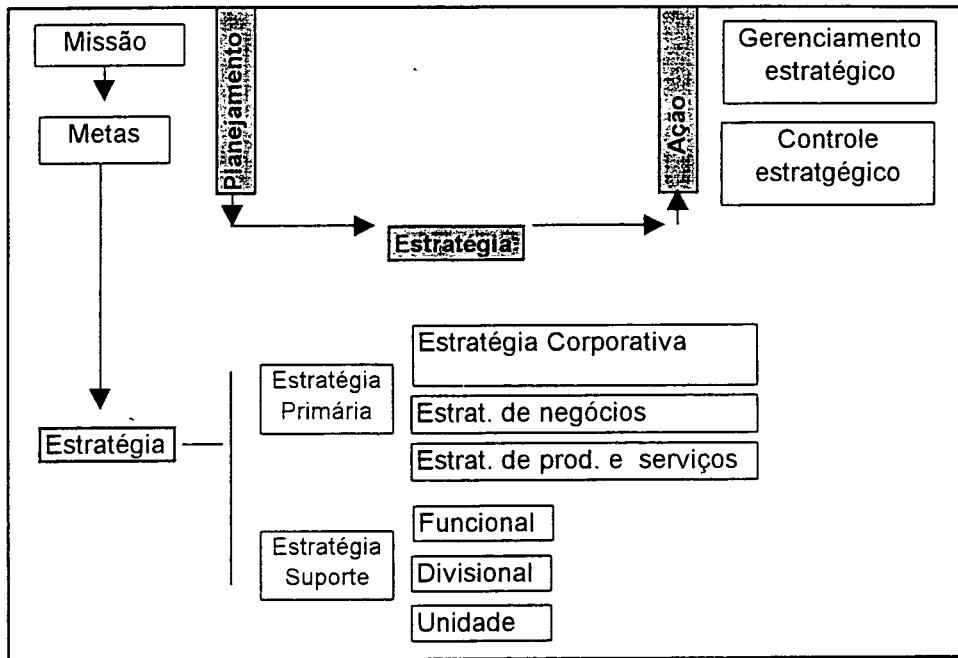 Missão
Metas
Planejamento
Estratégia
Ação
Gerenciamento
estratégico
Controle
estratgégico
Estratégia
Estratégia
Primária
Estratégia Corporativa
Estrat. de negócios
Estrat. de prod. e serviços
Estratégia
Suporte
Funcional
Divisional
Unidade